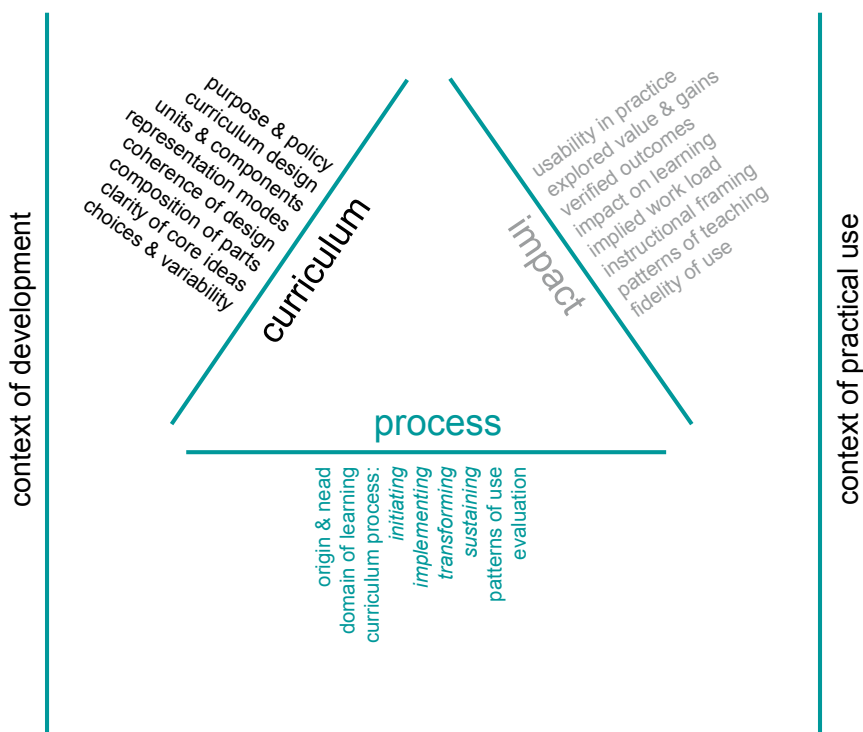 context of development
purpose & policy
curriculum design
units & components
representation modes
coherence of design
composition of parts
clarity of core ideas
choices & variability
curriculum
usability in practice
explored value & gains
verified outcomes
impact on learning
implied work load
instructional framing
patterns of teaching
fidelity of use
impact
process
origin & nead
domain of learning
curriculum process:
initiating
implementing
transforming
sustaining
patterns of use
evaluation
context of practical use